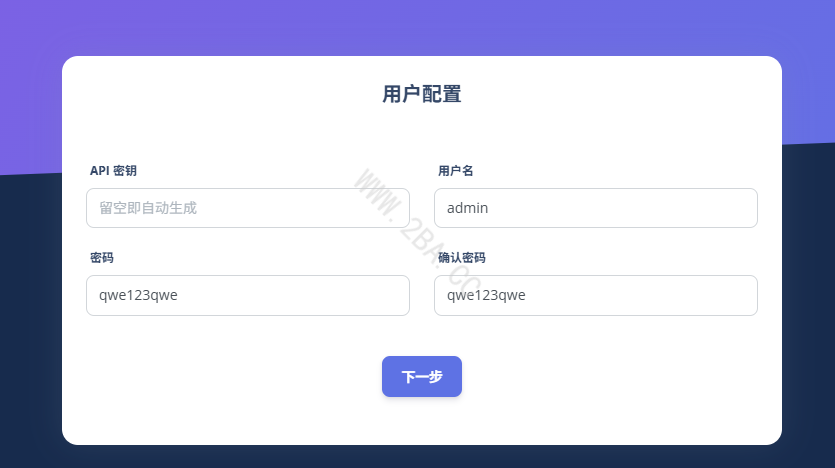 用户配置
API 密钥
用户名
留空即自动生成
admin
密码
确认密码
qwe123qwe
qwe123qwe
下一步
WWW.2BA.CC